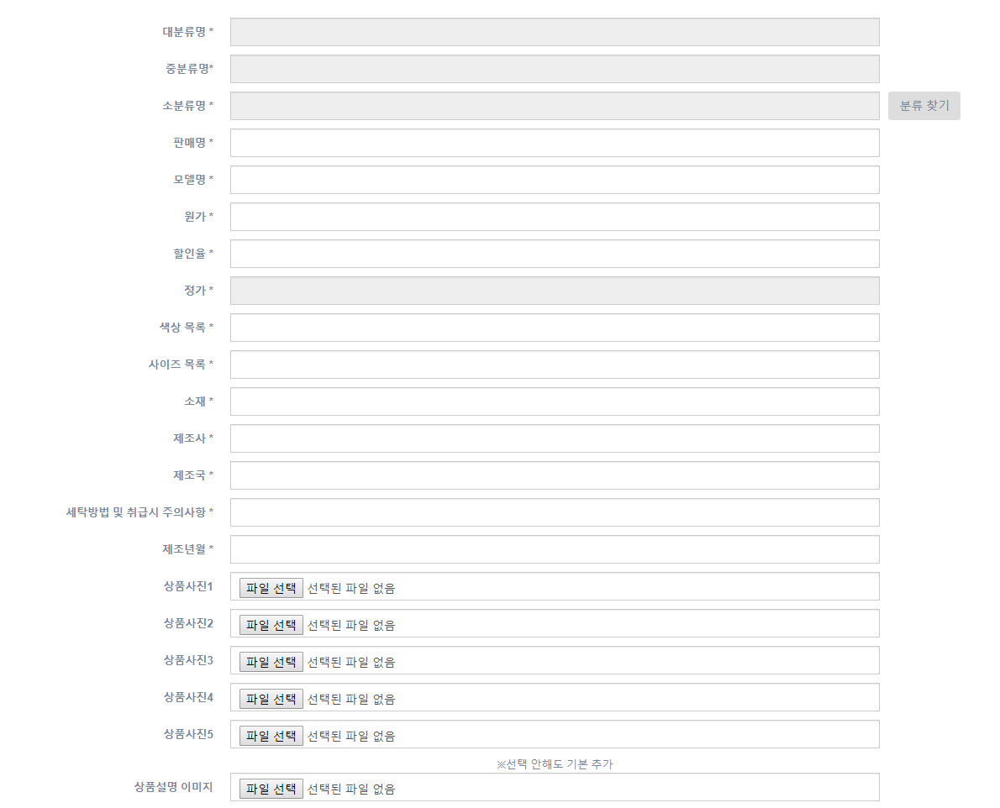 대분류명 *
중분류명*
소분류명 * 분류 찾기
판매명 *
모델명 *
원가 *
할인율 *
정가 *
색상 목록 *
사이즈 목록 *
소재 *
제조사 *
제조국 *
세탁방법 및 취급시 주의사항 *
제조년월 *
상품사진1 파일 선택 선택된 파일 없음
상품사진2 파일 선택 선택된 파일 없음
상품사진3 파일 선택 선택된 파일 없음
상품사진4 파일 선택 선택된 파일 없음
상품사진5 파일 선택 선택된 파일 없음
※선택 안해도 기본 추가
상품설명 이미지 파일 선택 선택된 파일 없음